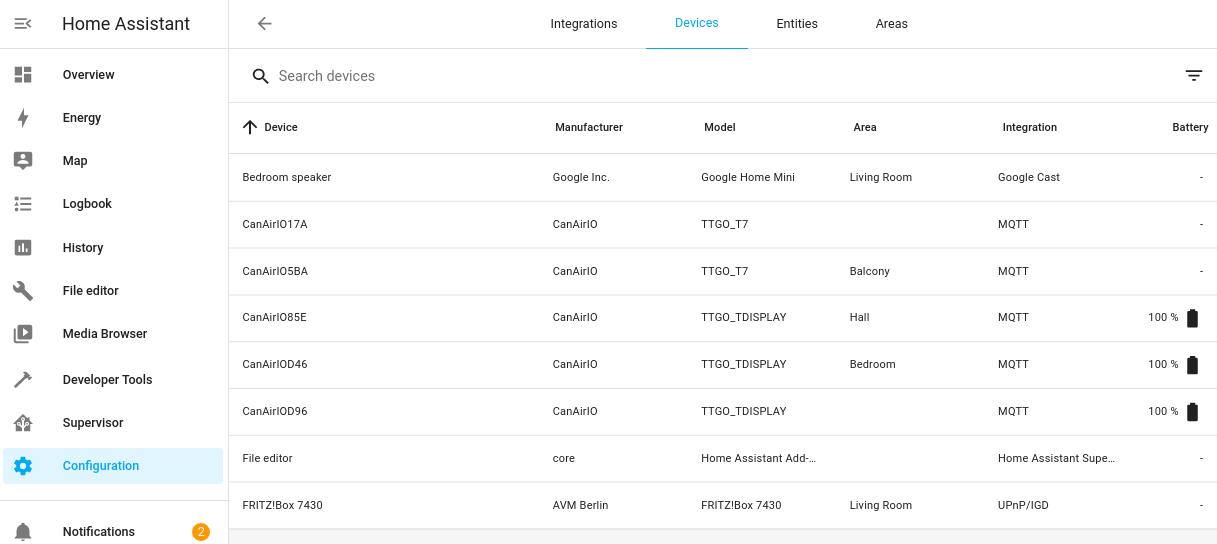 Home Assistant
Integrations Devices Entities Areas
Overview
Energy
Map
Logbook
History
File editor
Media Browser
Developer Tools
Supervisor
Configuration
Notifications 2
Search devices
Device Manufacturer Model Area Integration Battery
Bedroom speaker Google Inc. Google Home Mini Living Room Google Cast -
CanAirIO17A CanAirIO TTGO_T7 MQTT -
CanAirIO5BA CanAirIO TTGO_T7 Balcony MQTT -
CanAirIO85E CanAirIO TTGO_TDISPLAY Hall MQTT 100 %
CanAirIOD46 CanAirIO TTGO_TDISPLAY Bedroom MQTT 100 %
CanAirIOD96 CanAirIO TTGO_TDISPLAY MQTT 100 %
File editor core Home Assistant Add-… Home Assistant Supe… -
FRITZ!Box 7430 AVM Berlin FRITZ!Box 7430 Living Room UPnP/IGD -